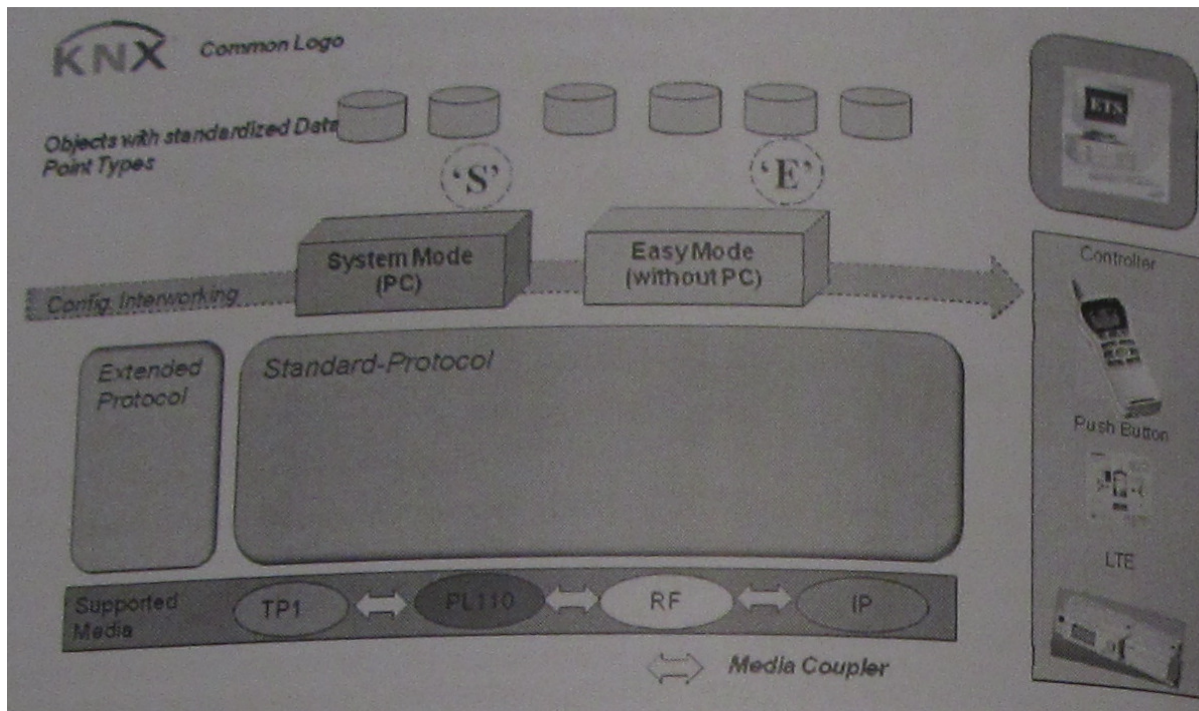 KNX
Common Logo
Objects with standardized Data
Point Types
'S'
'E'
System Mode
(PC)
Easy Mode
(without PC)
Config. Interworking
Extended
Protocol
Standard-Protocol
Supported
Media
TP1
PL110
RF
IP
Media Coupler
ETS
Controller
Push Button
LTE